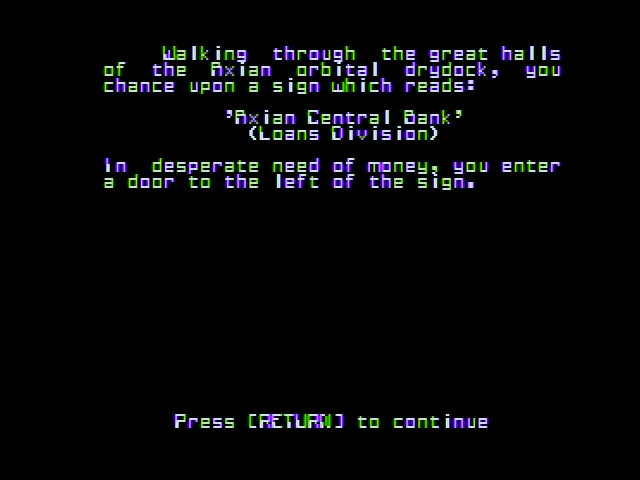 Walking through the great halls
of the Axian orbital drydock, you
chance upon a sign which reads:
'Axian Central Bank'
(Loans Division)
In desperate need of money, you enter
a door to the left of the sign.
Press [RETURN] to continue